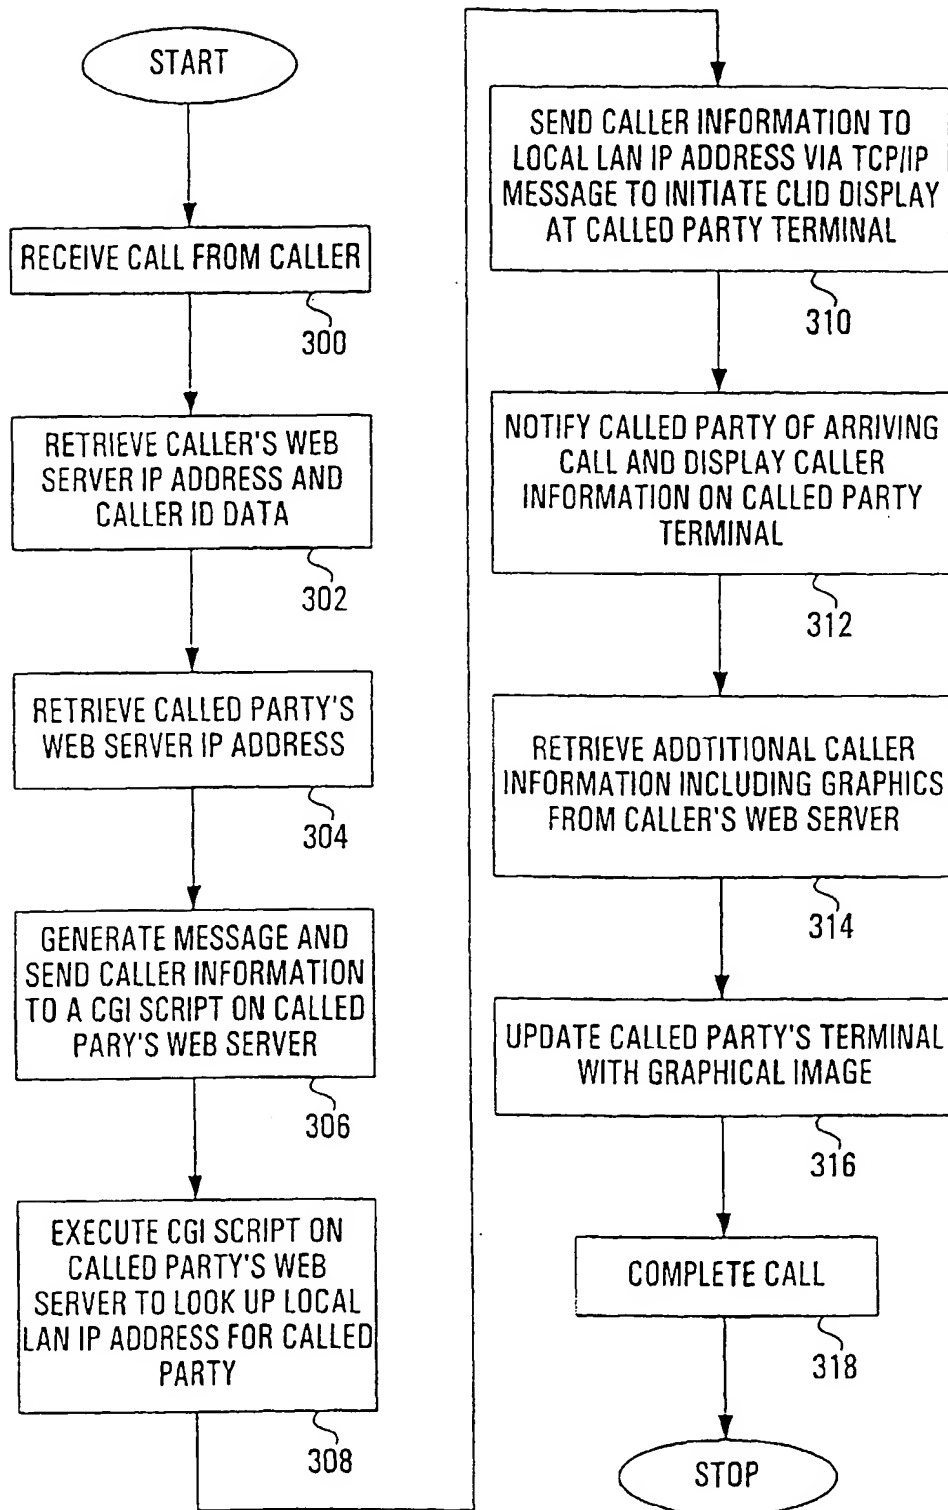 START
RECEIVE CALL FROM CALLER
300
RETRIEVE CALLER'S WEB
SERVER IP ADDRESS AND
CALLER ID DATA
302
RETRIEVE CALLED PARTY'S
WEB SERVER IP ADDRESS
304
GENERATE MESSAGE AND
SEND CALLER INFORMATION
TO A CGI SCRIPT ON CALLED
PARY'S WEB SERVER
306
EXECUTE CGI SCRIPT ON
CALLED PARTY'S WEB
SERVER TO LOOK UP LOCAL
LAN IP ADDRESS FOR CALLED
PARTY
308
SEND CALLER INFORMATION TO
LOCAL LAN IP ADDRESS VIA TCP/IP
MESSAGE TO INITIATE CLID DISPLAY
AT CALLED PARTY TERMINAL
310
NOTIFY CALLED PARTY OF ARRIVING
CALL AND DISPLAY CALLER
INFORMATION ON CALLED PARTY
TERMINAL
312
RETRIEVE ADDTITIONAL CALLER
INFORMATION INCLUDING GRAPHICS
FROM CALLER'S WEB SERVER
314
UPDATE CALLED PARTY'S TERMINAL
WITH GRAPHICAL IMAGE
316
COMPLETE CALL
318
STOP